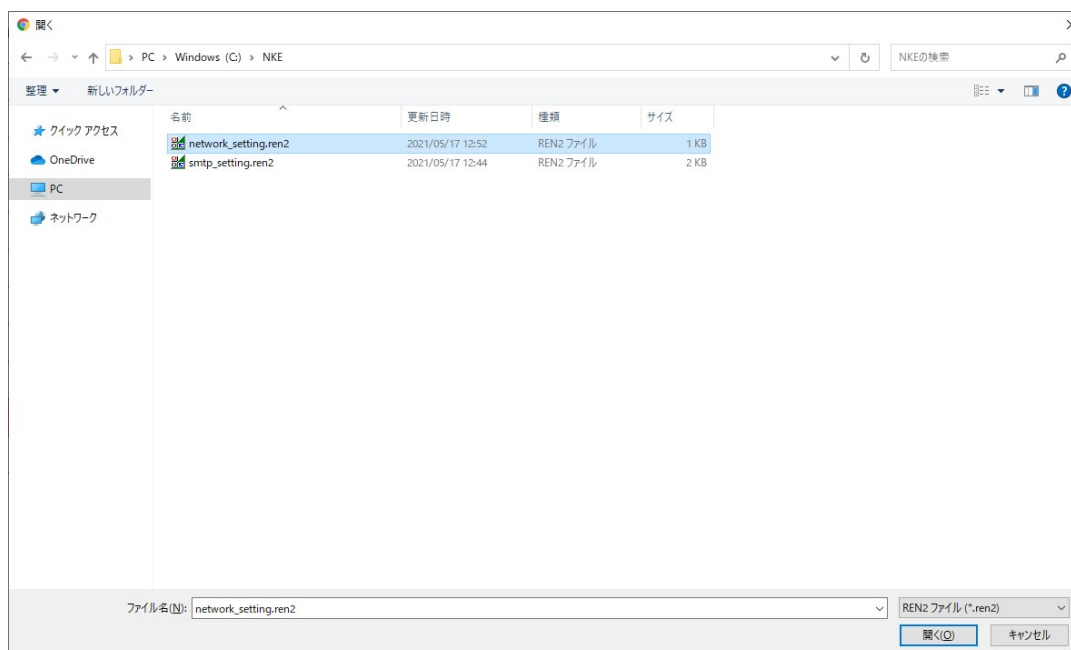 開く
PC › Windows (C:) › NKE
NKEの検索
整理 新しいフォルダー
名前 更新日時 種類 サイズ
クイック アクセス
OneDrive
PC
ネットワーク
network_setting.ren2 2021/05/17 12:52 REN2 ファイル 1 KB
smtp_setting.ren2 2021/05/17 12:44 REN2 ファイル 2 KB
ファイル名(N): network_setting.ren2 REN2 ファイル (*.ren2)
開く(O) キャンセル